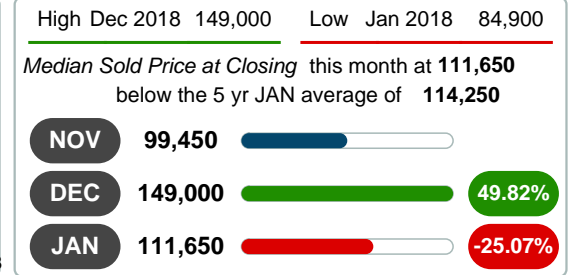 High Dec 2018 149,000 Low Jan 2018 84,900
Median Sold Price at Closing this month at 111,650
below the 5 yr JAN average of 114,250
NOV 99,450
DEC 149,000 49.82%
JAN 111,650 -25.07%